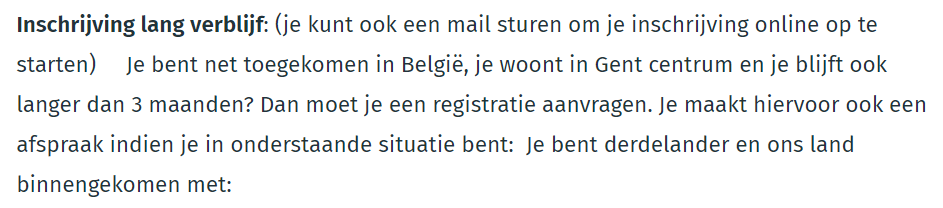 Inschrijving lang verblijf: (je kunt ook een mail sturen om je inschrijving online op te
starten) Je bent net toegekomen in België, je woont in Gent centrum en je blijft ook
langer dan 3 maanden? Dan moet je een registratie aanvragen. Je maakt hiervoor ook een
afspraak indien je in onderstaande situatie bent: Je bent derdelander en ons land
binnengekomen met: